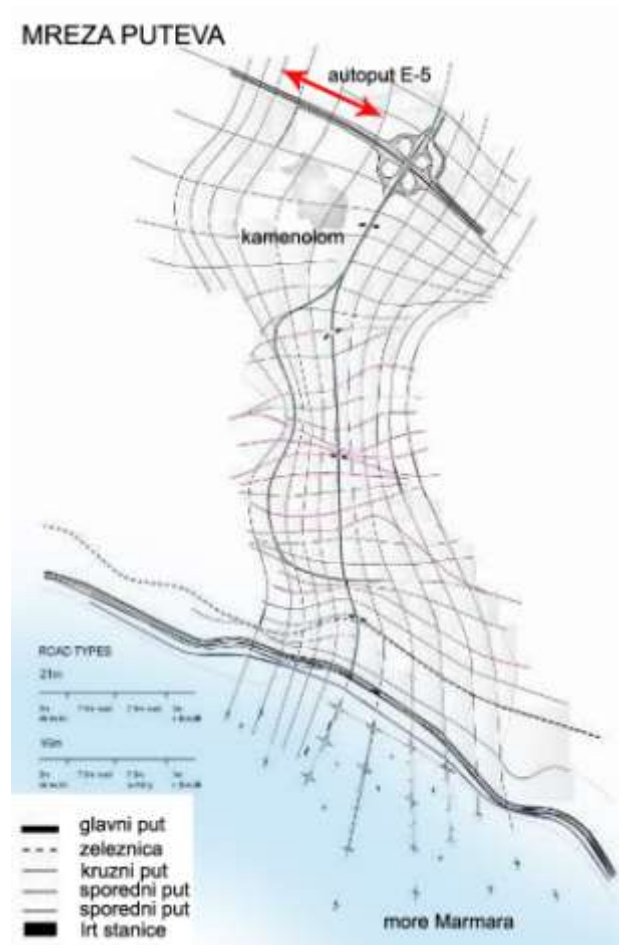 MREZA PUTEVA
autoput E-5
kamenolom
ROAD TYPES
21m
16m
glavni put
zeleznica
kruzni put
sporedni put
sporedni put
lrt stanice
more Marmara